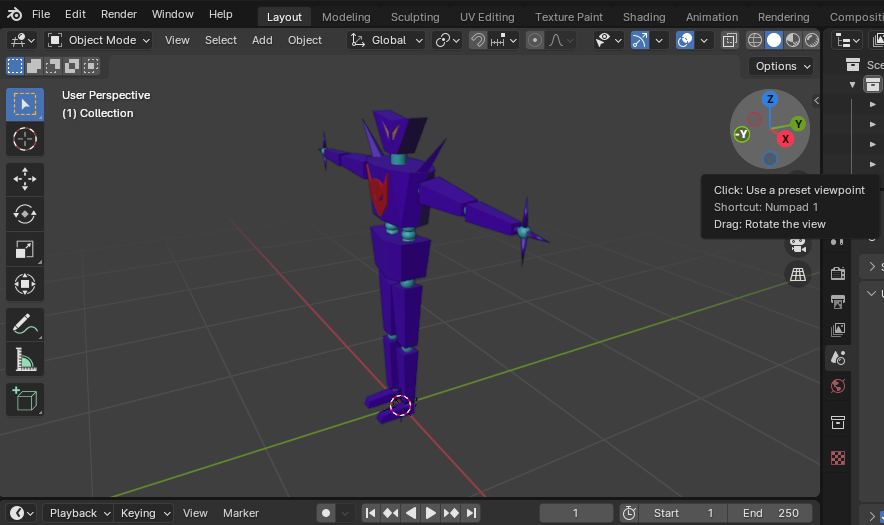 File Edit Render Window Help Layout Modeling Sculpting UV Editing Texture Paint Shading Animation Rendering Compositi
Object Mode View Select Add Object Global
Options
Sce
User Perspective
(1) Collection
Z
Y
-Y
X
Click: Use a preset viewpoint
Shortcut: Numpad 1
Drag: Rotate the view
Playback Keying View Marker 1 Start 1 End 250